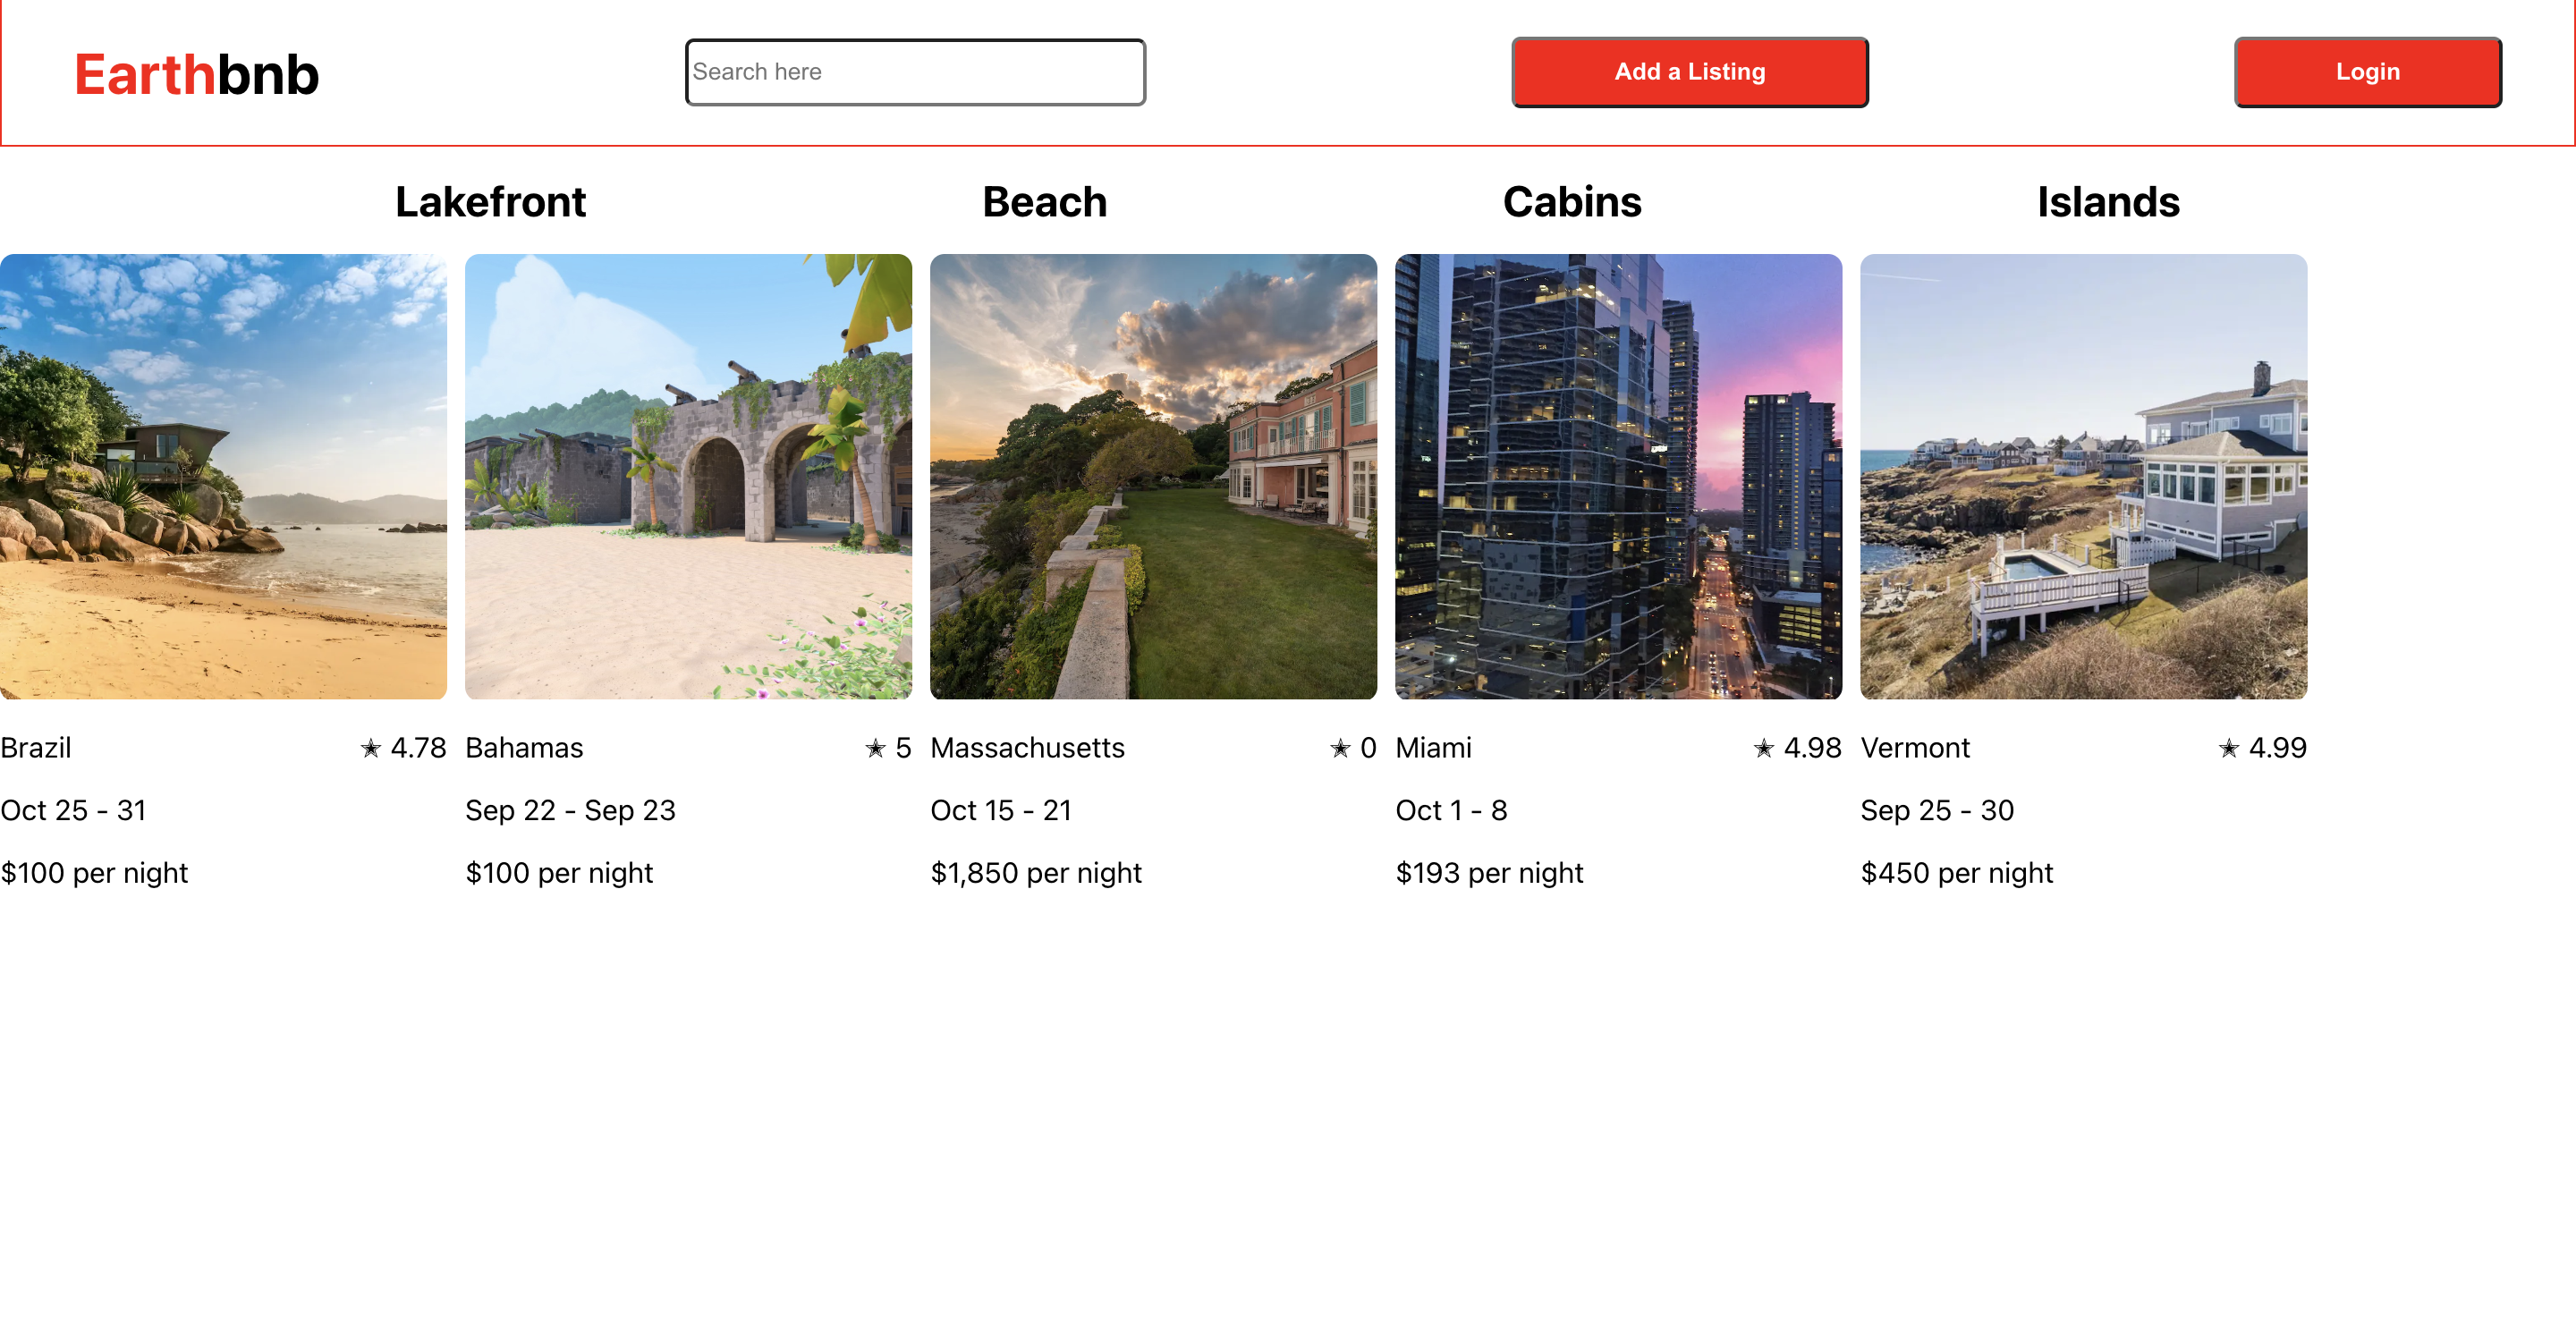 Earthbnb
Search here
Add a Listing
Login
Lakefront
Beach
Cabins
Islands
Brazil ✭ 4.78
Oct 25 - 31
$100 per night
Bahamas ✭ 5
Sep 22 - Sep 23
$100 per night
Massachusetts ✭ 0
Oct 15 - 21
$1,850 per night
Miami ✭ 4.98
Oct 1 - 8
$193 per night
Vermont ✭ 4.99
Sep 25 - 30
$450 per night